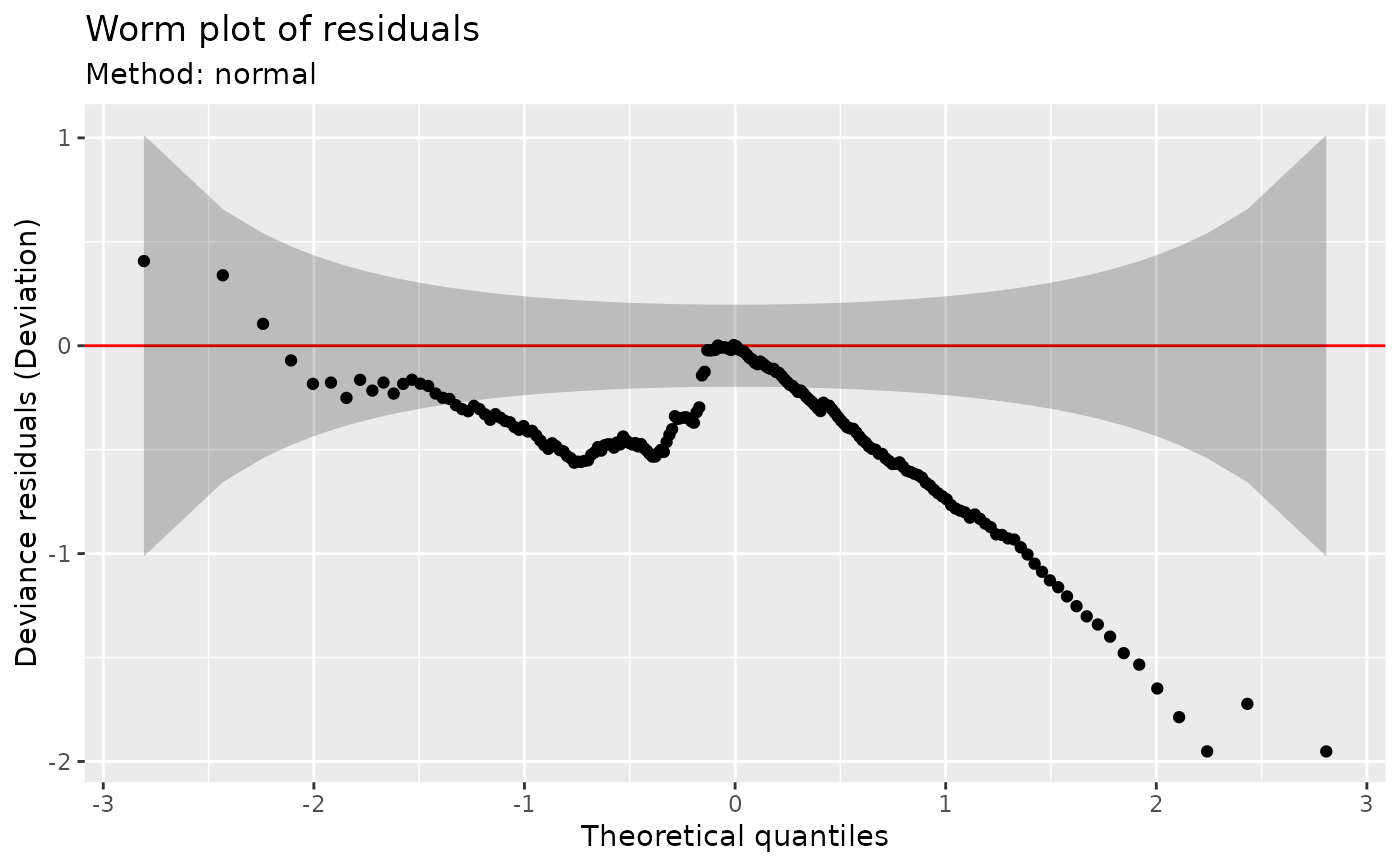 Worm plot of residuals
Method: normal
Deviance residuals (Deviation)
1
0
-1
-2
-3
-2
-1
0
1
2
3
Theoretical quantiles